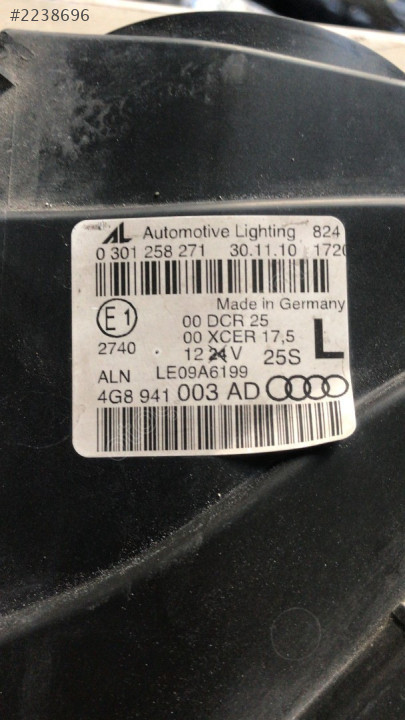 #2238696
AL Automotive Lighting 824
0 301 258 271 30.11.10 1720
Made in Germany
E1 00 DCR 25
00 XCER 17,5
2740 12 24 V 25S L
ALN LE09A6199
4G8 941 003 AD